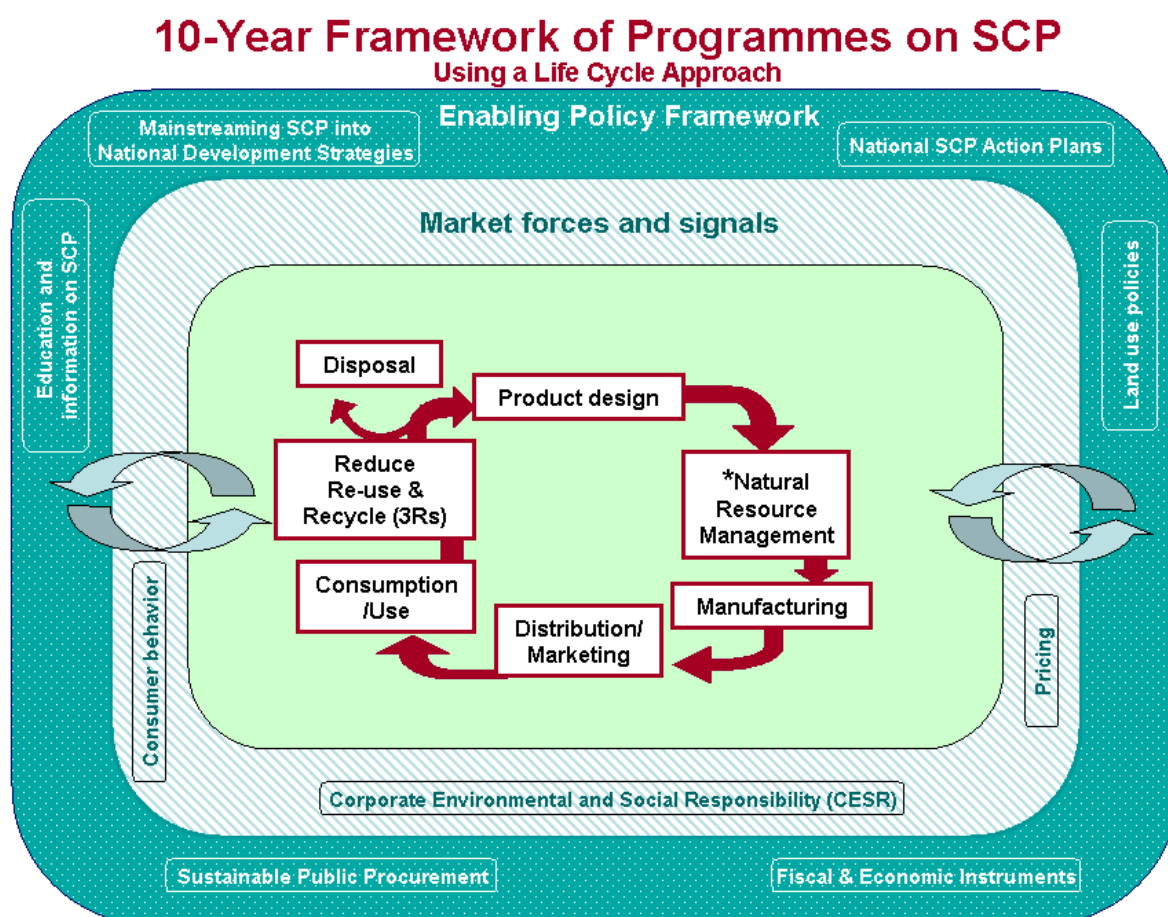 10-Year Framework of Programmes on SCP
Using a Life Cycle Approach
Enabling Policy Framework
Mainstreaming SCP into
National Development Strategies
National SCP Action Plans
Education and
information on SCP
Market forces and signals
Land use policies
Disposal
Product design
Reduce
Re-use &
Recycle (3Rs)
*Natural
Resource
Management
Consumption
/Use
Manufacturing
Distribution/
Marketing
Consumer behavior
Pricing
Corporate Environmental and Social Responsibility (CESR)
Sustainable Public Procurement
Fiscal & Economic Instruments